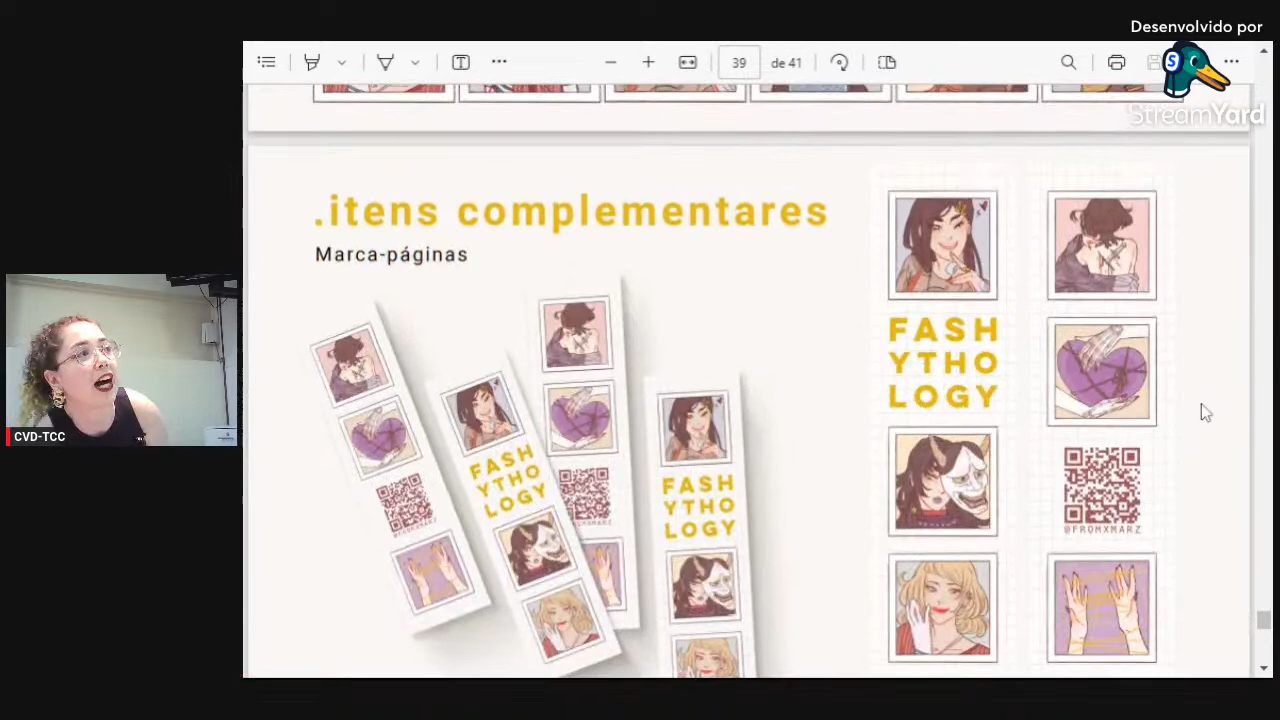 Desenvolvido por
StreamYard
39
de 41
.itens complementares
Marca-páginas
FASH
YTHO
LOGY
@FROMXMARZ
FASH
YTHO
LOGY
FASH
YTHO
LOGY
@FROMXMARZ
CVD-TCC